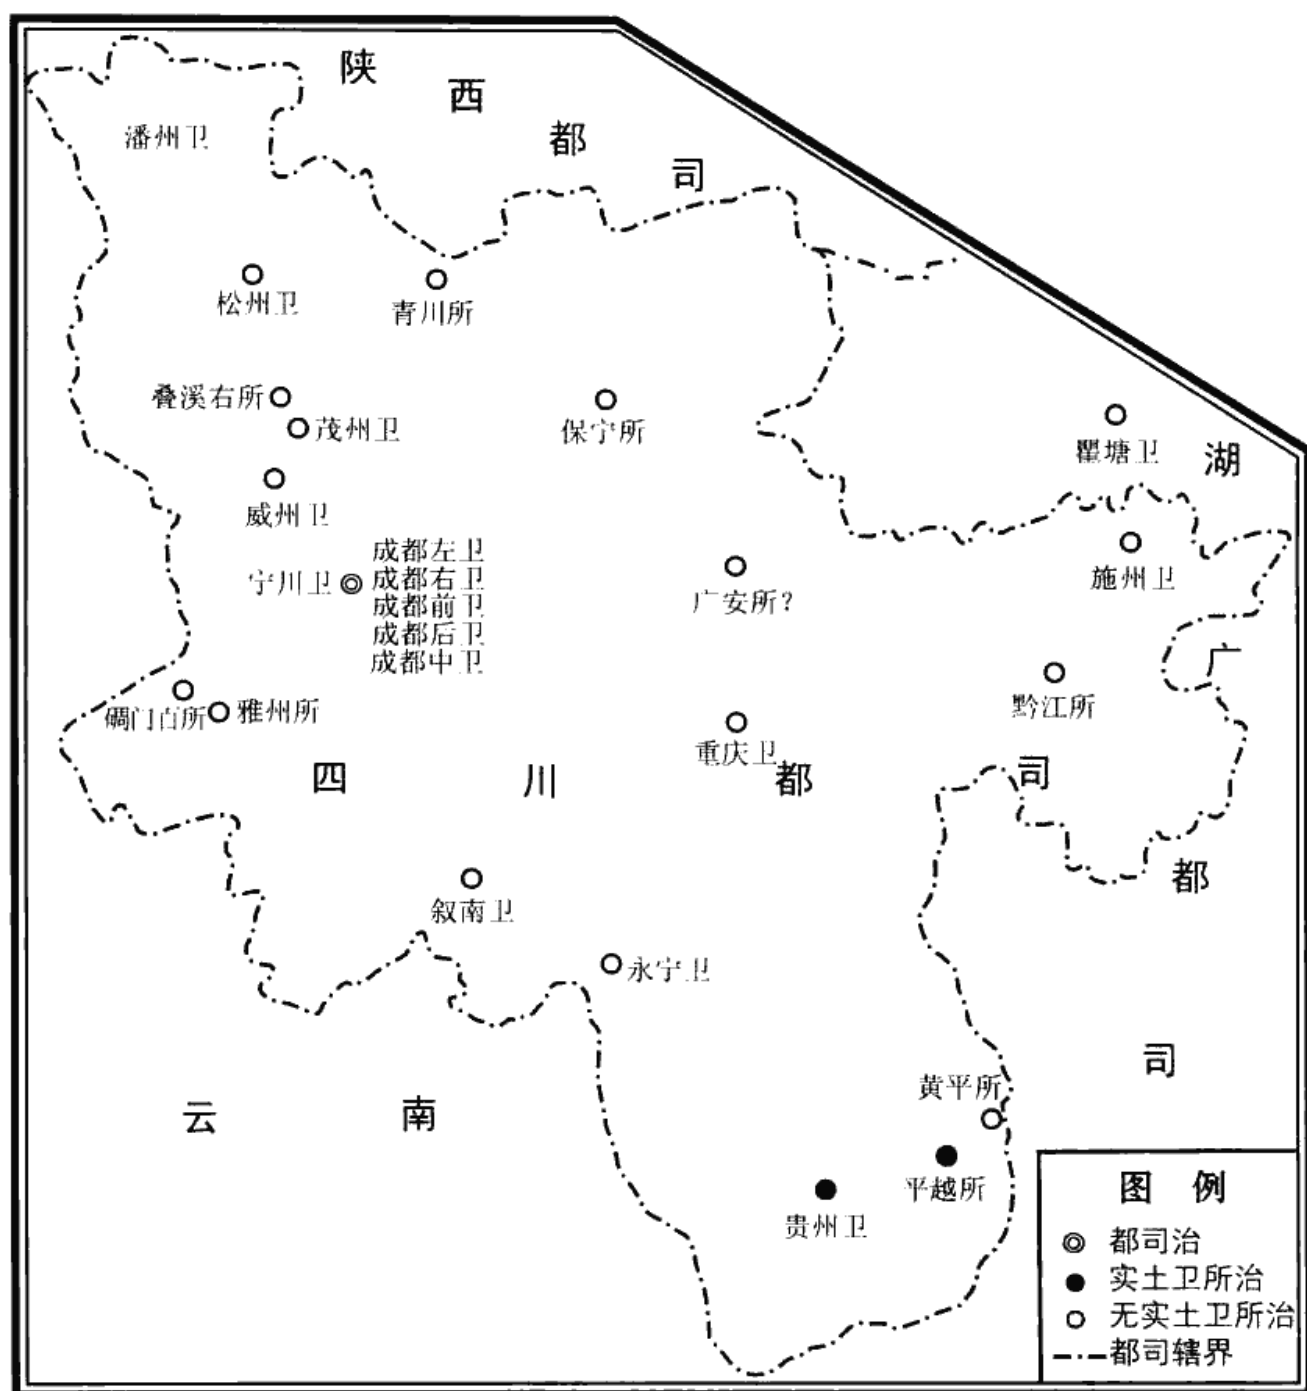 陕西都司
潘州卫
松州卫
青川所
叠溪右所
茂州卫
保宁所
瞿塘卫
湖广都司
威州卫
施州卫
宁川卫
成都左卫
成都右卫
成都前卫
成都后卫
成都中卫
广安所？
黔江所
碉门百所
雅州所
重庆卫
四川都司
叙南卫
永宁卫
云南
黄平所
平越所
贵州卫
图例
都司治
实土卫所治
无实土卫所治
都司辖界